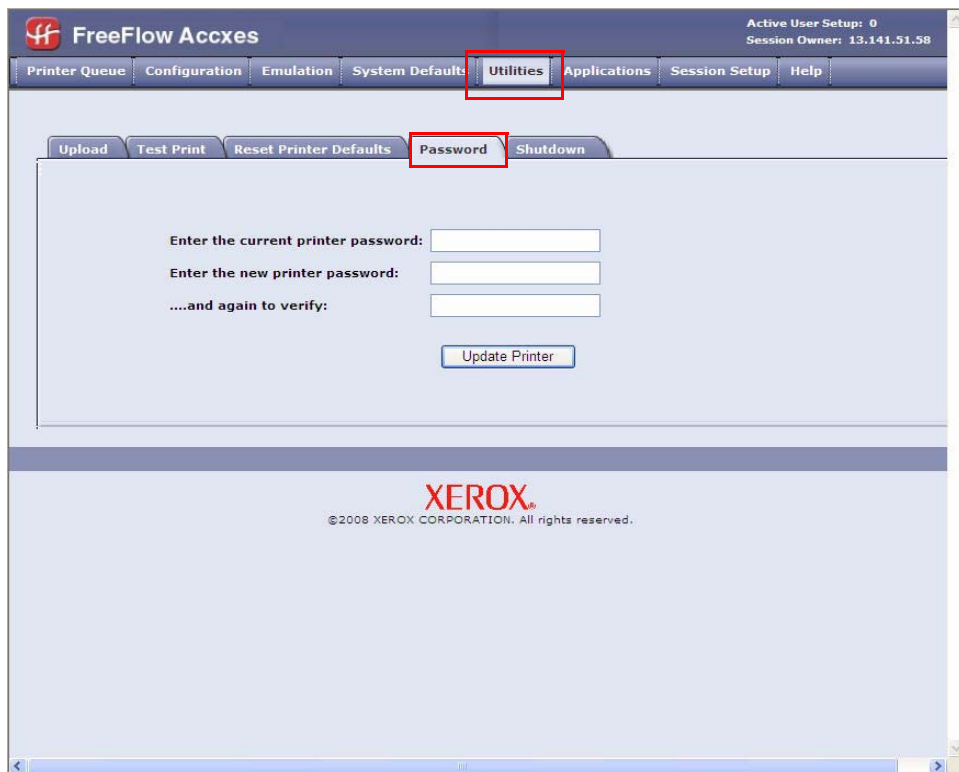 FreeFlow Accxes
Active User Setup: 0
Session Owner: 13.141.51.58
Printer Queue Configuration Emulation System Defaults Utilities Applications Session Setup Help
Upload Test Print Reset Printer Defaults Password Shutdown
Enter the current printer password:
Enter the new printer password:
....and again to verify:
Update Printer
XEROX®
©2008 XEROX CORPORATION. All rights reserved.